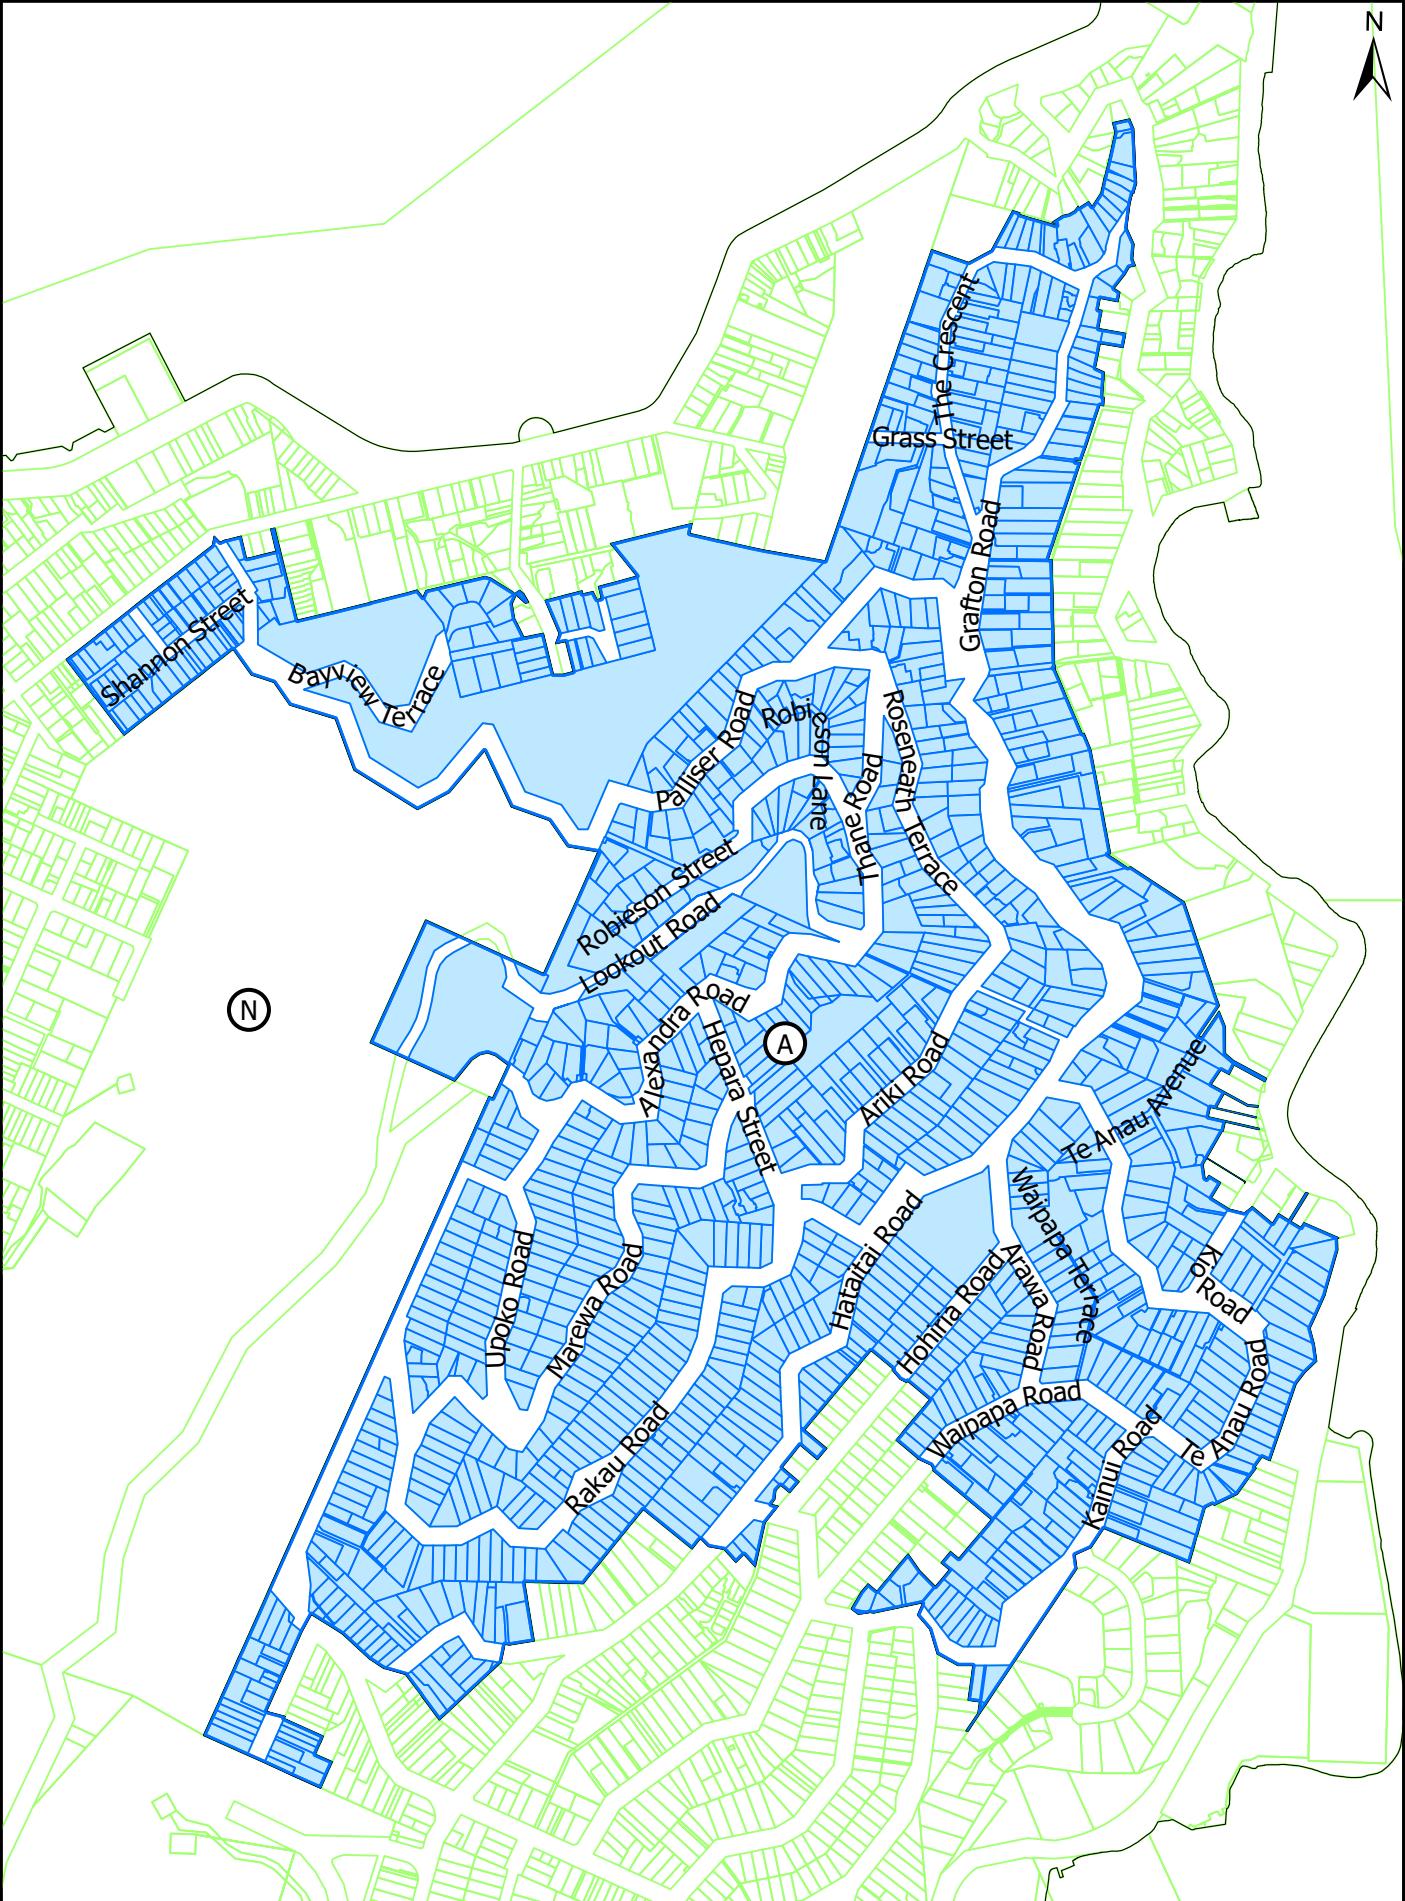 N
The Crescent
Grass Street
Grafton Road
Shannon Street
Bayview Terrace
Palliser Road
Robieson Lane
Roseneath Terrace
Thane Road
Robieson Street
Lookout Road
Alexandra Road
N
A
Hepara Street
Ariki Road
Te Anau Avenue
Waipapa Terrace
Hataitai Road
Upoko Road
Marewa Road
Hohiria Road
Arawa Road
Kio Road
Te Anau Road
Waipapa Road
Kainui Road
Rakau Road